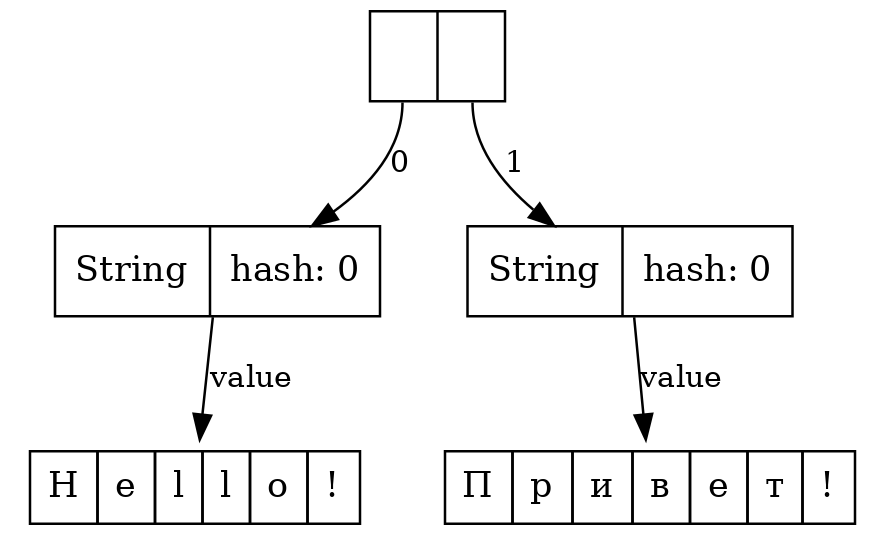 0 1
String hash: 0 String hash: 0
value value
H e l l o ! П р и в е т !